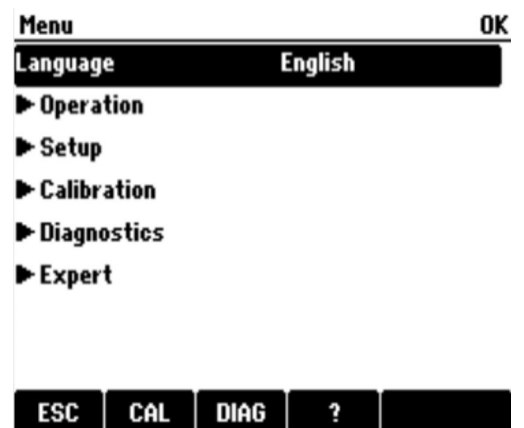 Menu OK
Language English
Operation
Setup
Calibration
Diagnostics
Expert
ESC CAL DIAG ?